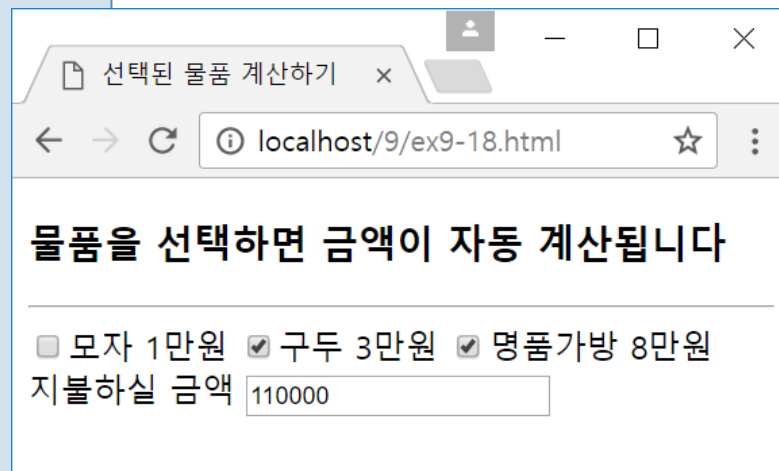 선택된 물품 계산하기
localhost/9/ex9-18.html
물품을 선택하면 금액이 자동 계산됩니다
모자 1만원 구두 3만원 명품가방 8만원
지불하실 금액 110000